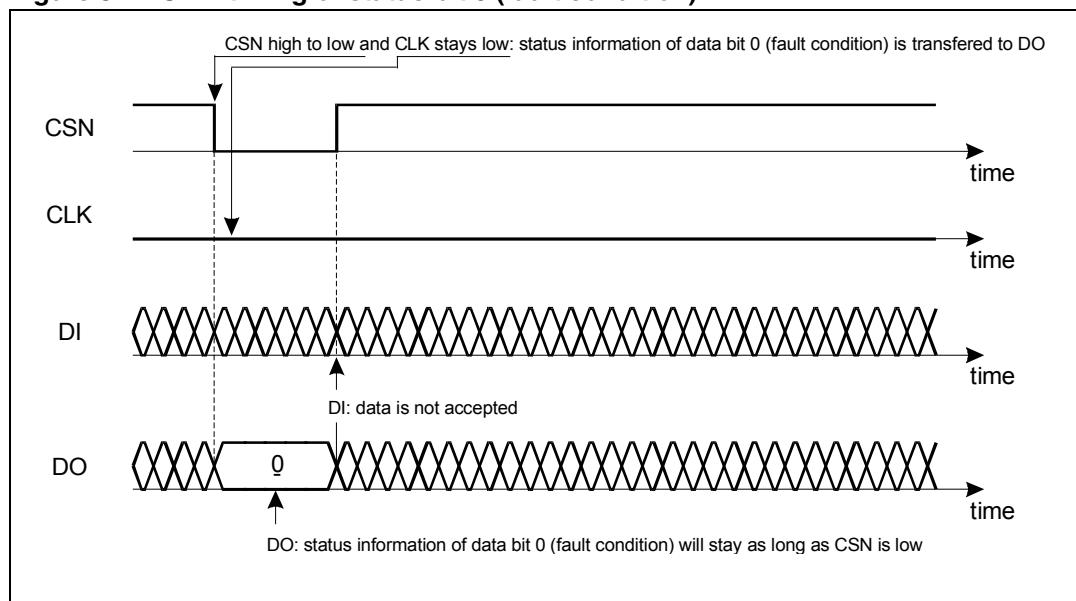 CSN high to low and CLK stays low: status information of data bit 0 (fault condition) is transfered to DO
CSN
time
CLK
time
DI
time
DI: data is not accepted
DO
0
time
DO: status information of data bit 0 (fault condition) will stay as long as CSN is low